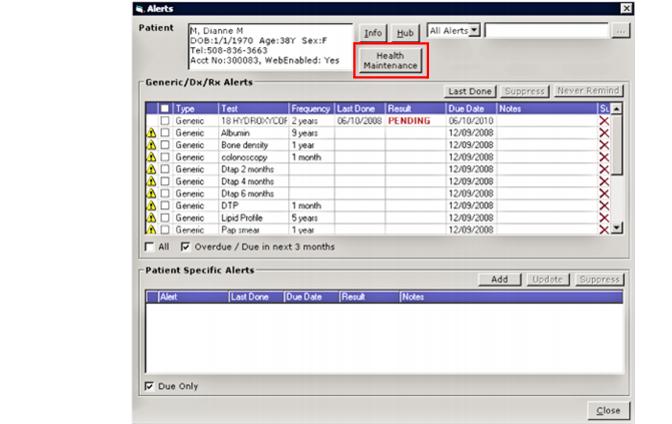 Alerts
Patient
M, Dianne M
DOB:1/1/1970 Age:38Y Sex:F
Tel:508-836-3663
Acct No:300083, WebEnabled: Yes
Info Hub All Alerts ...
Health
Maintenance
Generic/Dx/Rx Alerts
Last Done Suppress Never Remind
Type Test Frequency Last Done Result Due Date Notes Su
Generic 18 HYDROXYCOF 2 years 06/10/2008 PENDING 06/10/2010
Generic Albumin 9 years 12/09/2008
Generic Bone density 1 year 12/09/2008
Generic colonoscopy 1 month 12/09/2008
Generic Dtap 2 months 12/09/2008
Generic Dtap 4 months 12/09/2008
Generic Dtap 6 months 12/09/2008
Generic DTP 1 month 12/09/2008
Generic Lipid Profile 5 years 12/09/2008
Generic Pap smear 1 year 12/09/2008
All Overdue / Due in next 3 months
Patient Specific Alerts
Add Update Suppress
Alert Last Done Due Date Result Notes
Due Only
Close